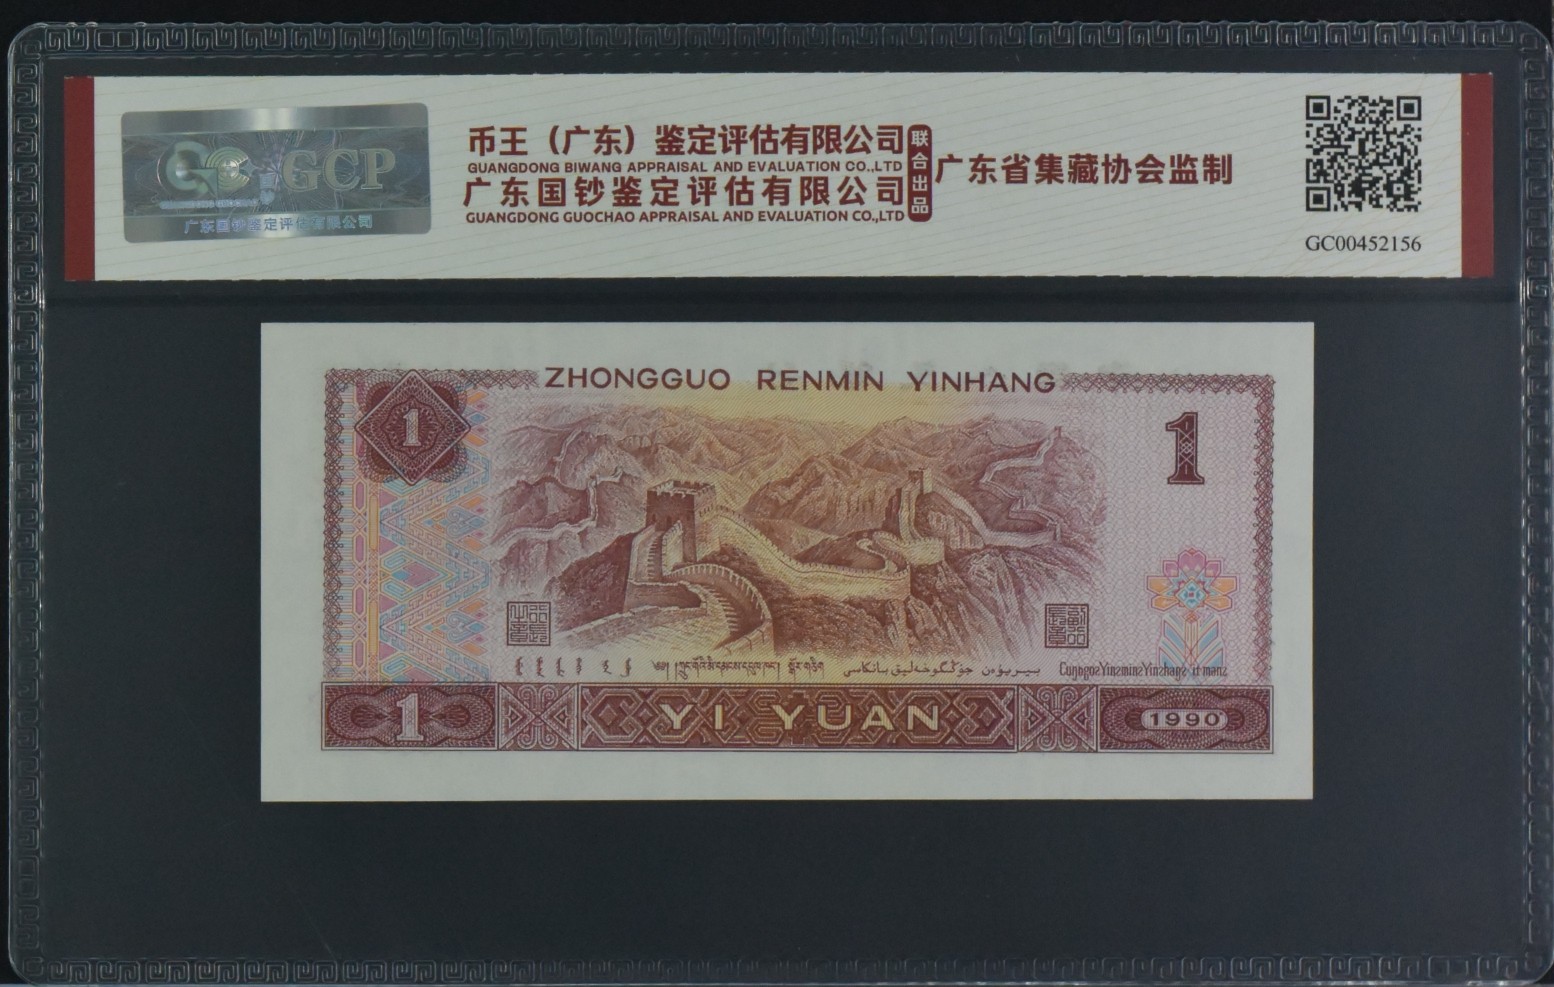 GCP
广东国钞鉴定评估有限公司
币王（广东）鉴定评估有限公司
GUANGDONG BIWANG APPRAISAL AND EVALUATION CO.,LTD
广东国钞鉴定评估有限公司
GUANGDONG GUOCHAO APPRAISAL AND EVALUATION CO.,LTD
联合出品
广东省集藏协会监制
GC00452156
ZHONGGUO RENMIN YINHANG
1
1
1
YI YUAN
1990